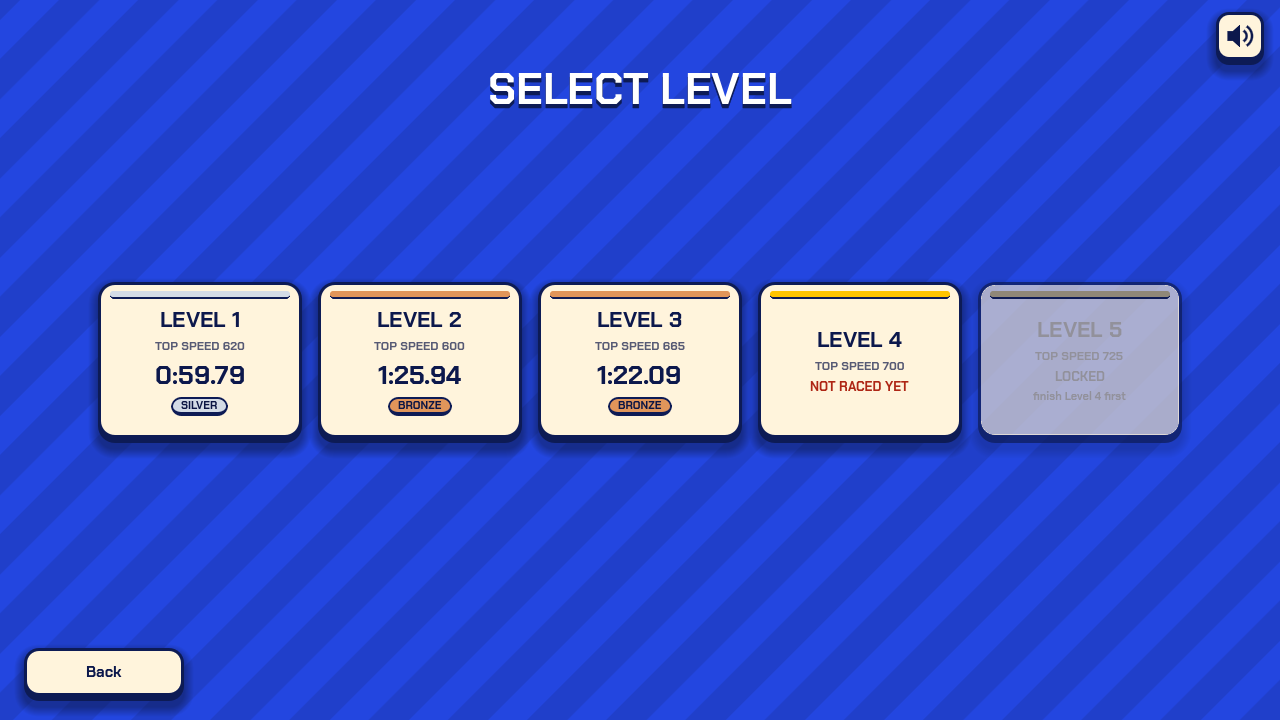 SELECT LEVEL
LEVEL 1
TOP SPEED 620
0:59.79
SILVER
LEVEL 2
TOP SPEED 600
1:25.94
BRONZE
LEVEL 3
TOP SPEED 665
1:22.09
BRONZE
LEVEL 4
TOP SPEED 700
NOT RACED YET
LEVEL 5
TOP SPEED 725
LOCKED
finish Level 4 first
Back